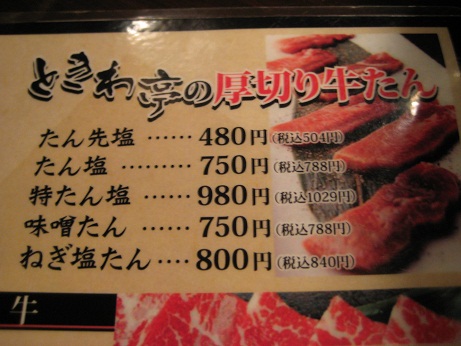 ときわ亭の厚切り牛たん
たん先塩 …… 480円(税込504円)
たん塩 ……… 750円(税込788円)
特たん塩 …… 980円(税込1029円)
味噌たん …… 750円(税込788円)
ねぎ塩たん … 800円(税込840円)
牛